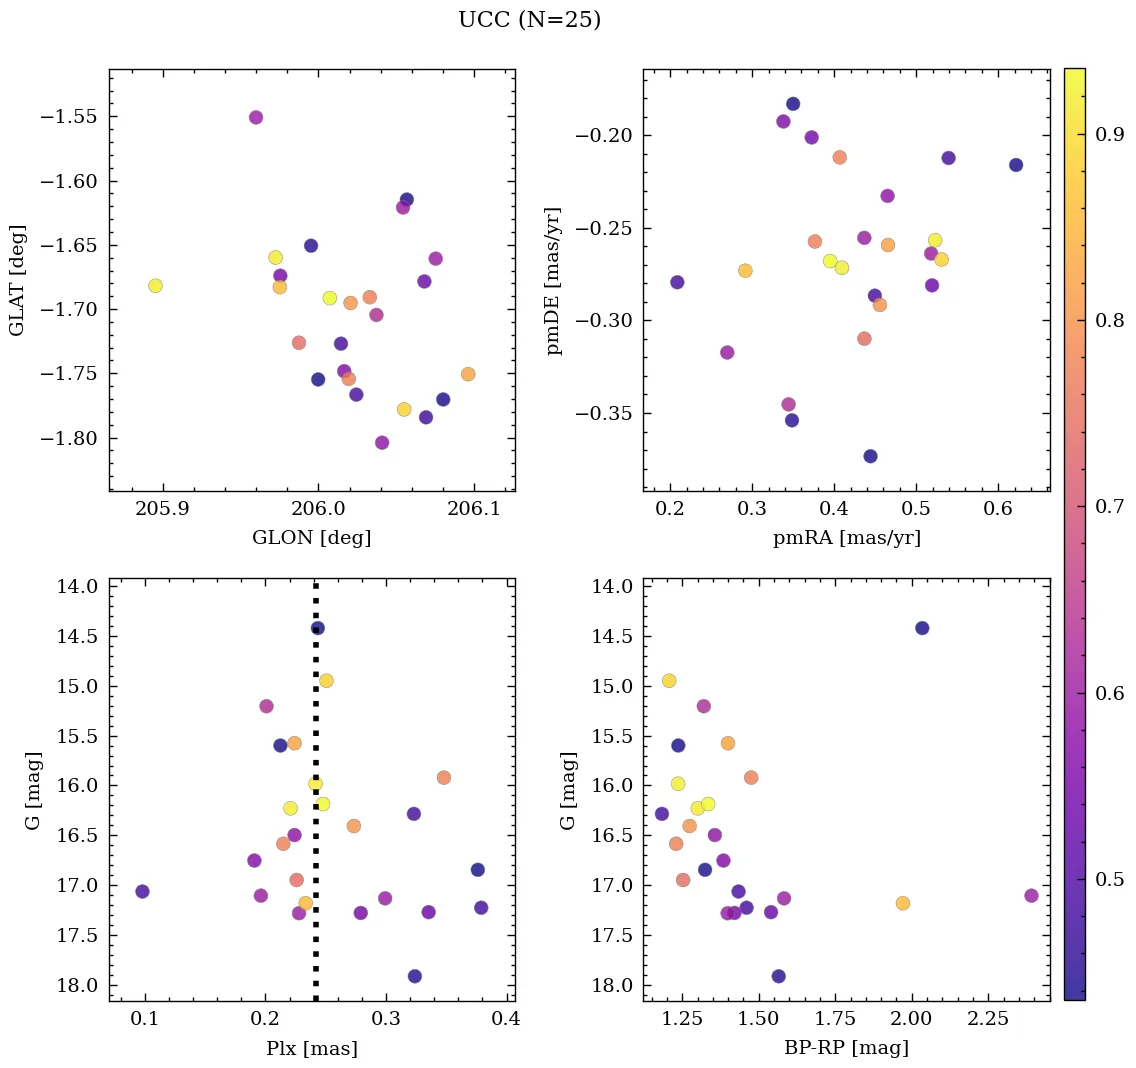 UCC (N=25)
−1.55
−1.60
−1.65
−1.70
−1.75
−1.80
GLAT [deg]
205.9 206.0 206.1
GLON [deg]
−0.20
−0.25
−0.30
−0.35
pmDE [mas/yr]
0.2 0.3 0.4 0.5 0.6
pmRA [mas/yr]
0.9
0.8
0.7
0.6
0.5
14.0
14.5
15.0
15.5
16.0
16.5
17.0
17.5
18.0
G [mag]
0.1 0.2 0.3 0.4
Plx [mas]
14.0
14.5
15.0
15.5
16.0
16.5
17.0
17.5
18.0
G [mag]
1.25 1.50 1.75 2.00 2.25
BP-RP [mag]